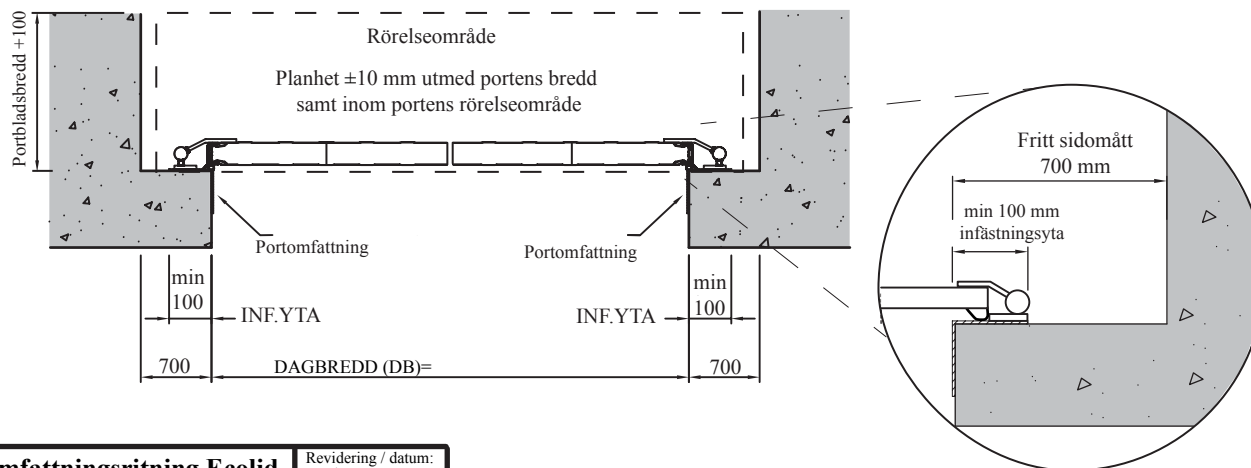 Portbladsbredd +100
Rörelseområde
Planhet ±10 mm utmed portens bredd
samt inom portens rörelseområde
Fritt sidomått
700 mm
min 100 mm
infästningsyta
Portomfattning
Portomfattning
min
100
INF.YTA
INF.YTA
min
100
700
DAGBREDD (DB)=
700
mfattningsritning Ecolid
Revidering / datum: